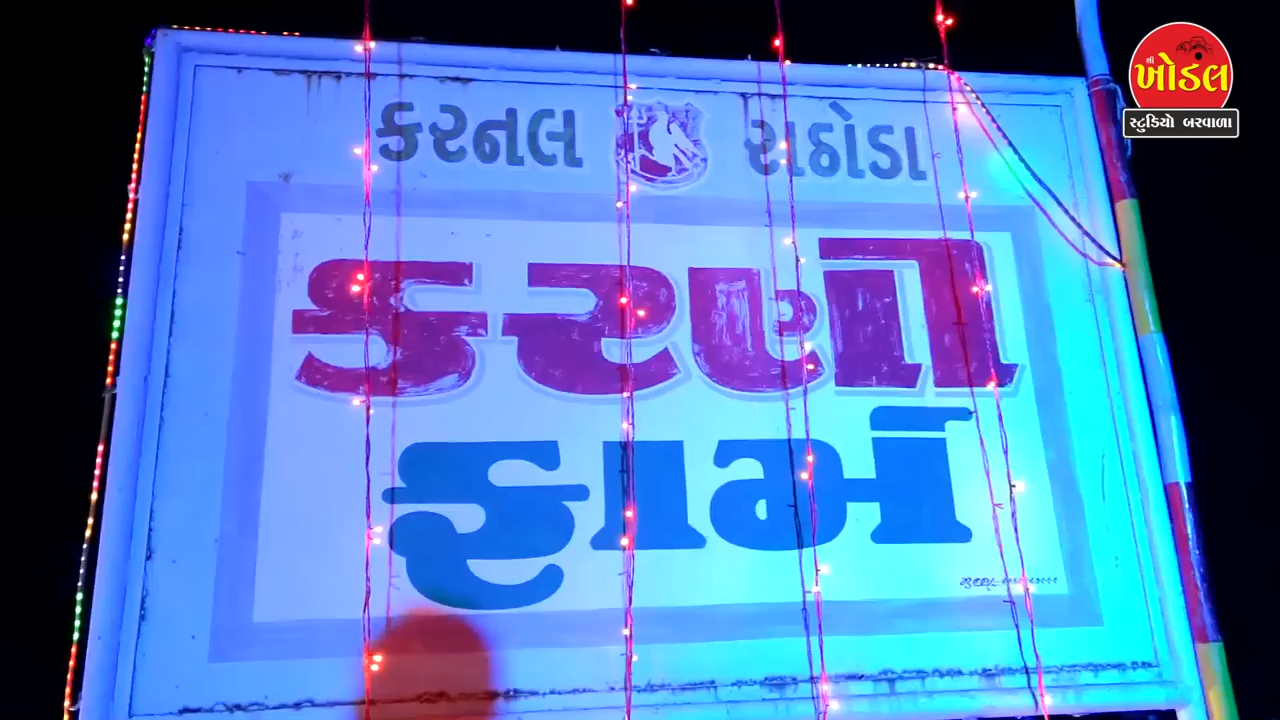 કરનલ રાઠોડા
કરણી
ફાર્મ
શ્રી
ખોડલ
સ્ટુડિયો બરવાળા